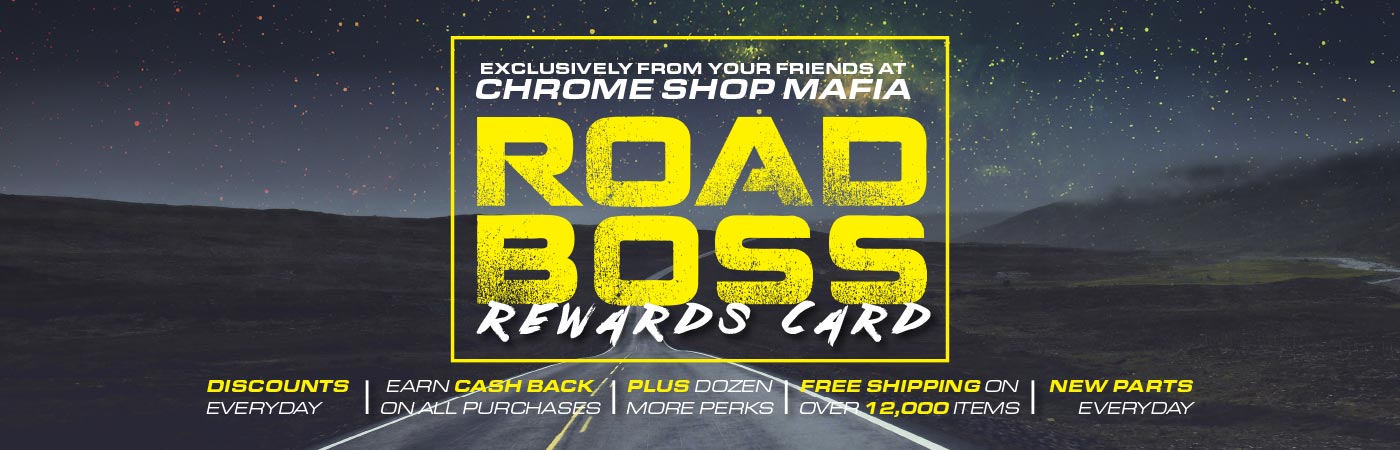 EXCLUSIVELY FROM YOUR FRIENDS AT
CHROME SHOP MAFIA
ROAD
BOSS
REWARDS CARD
DISCOUNTS
EVERYDAY
EARN CASH BACK
ON ALL PURCHASES
PLUS DOZEN
MORE PERKS
FREE SHIPPING ON
OVER 12,000 ITEMS
NEW PARTS
EVERYDAY